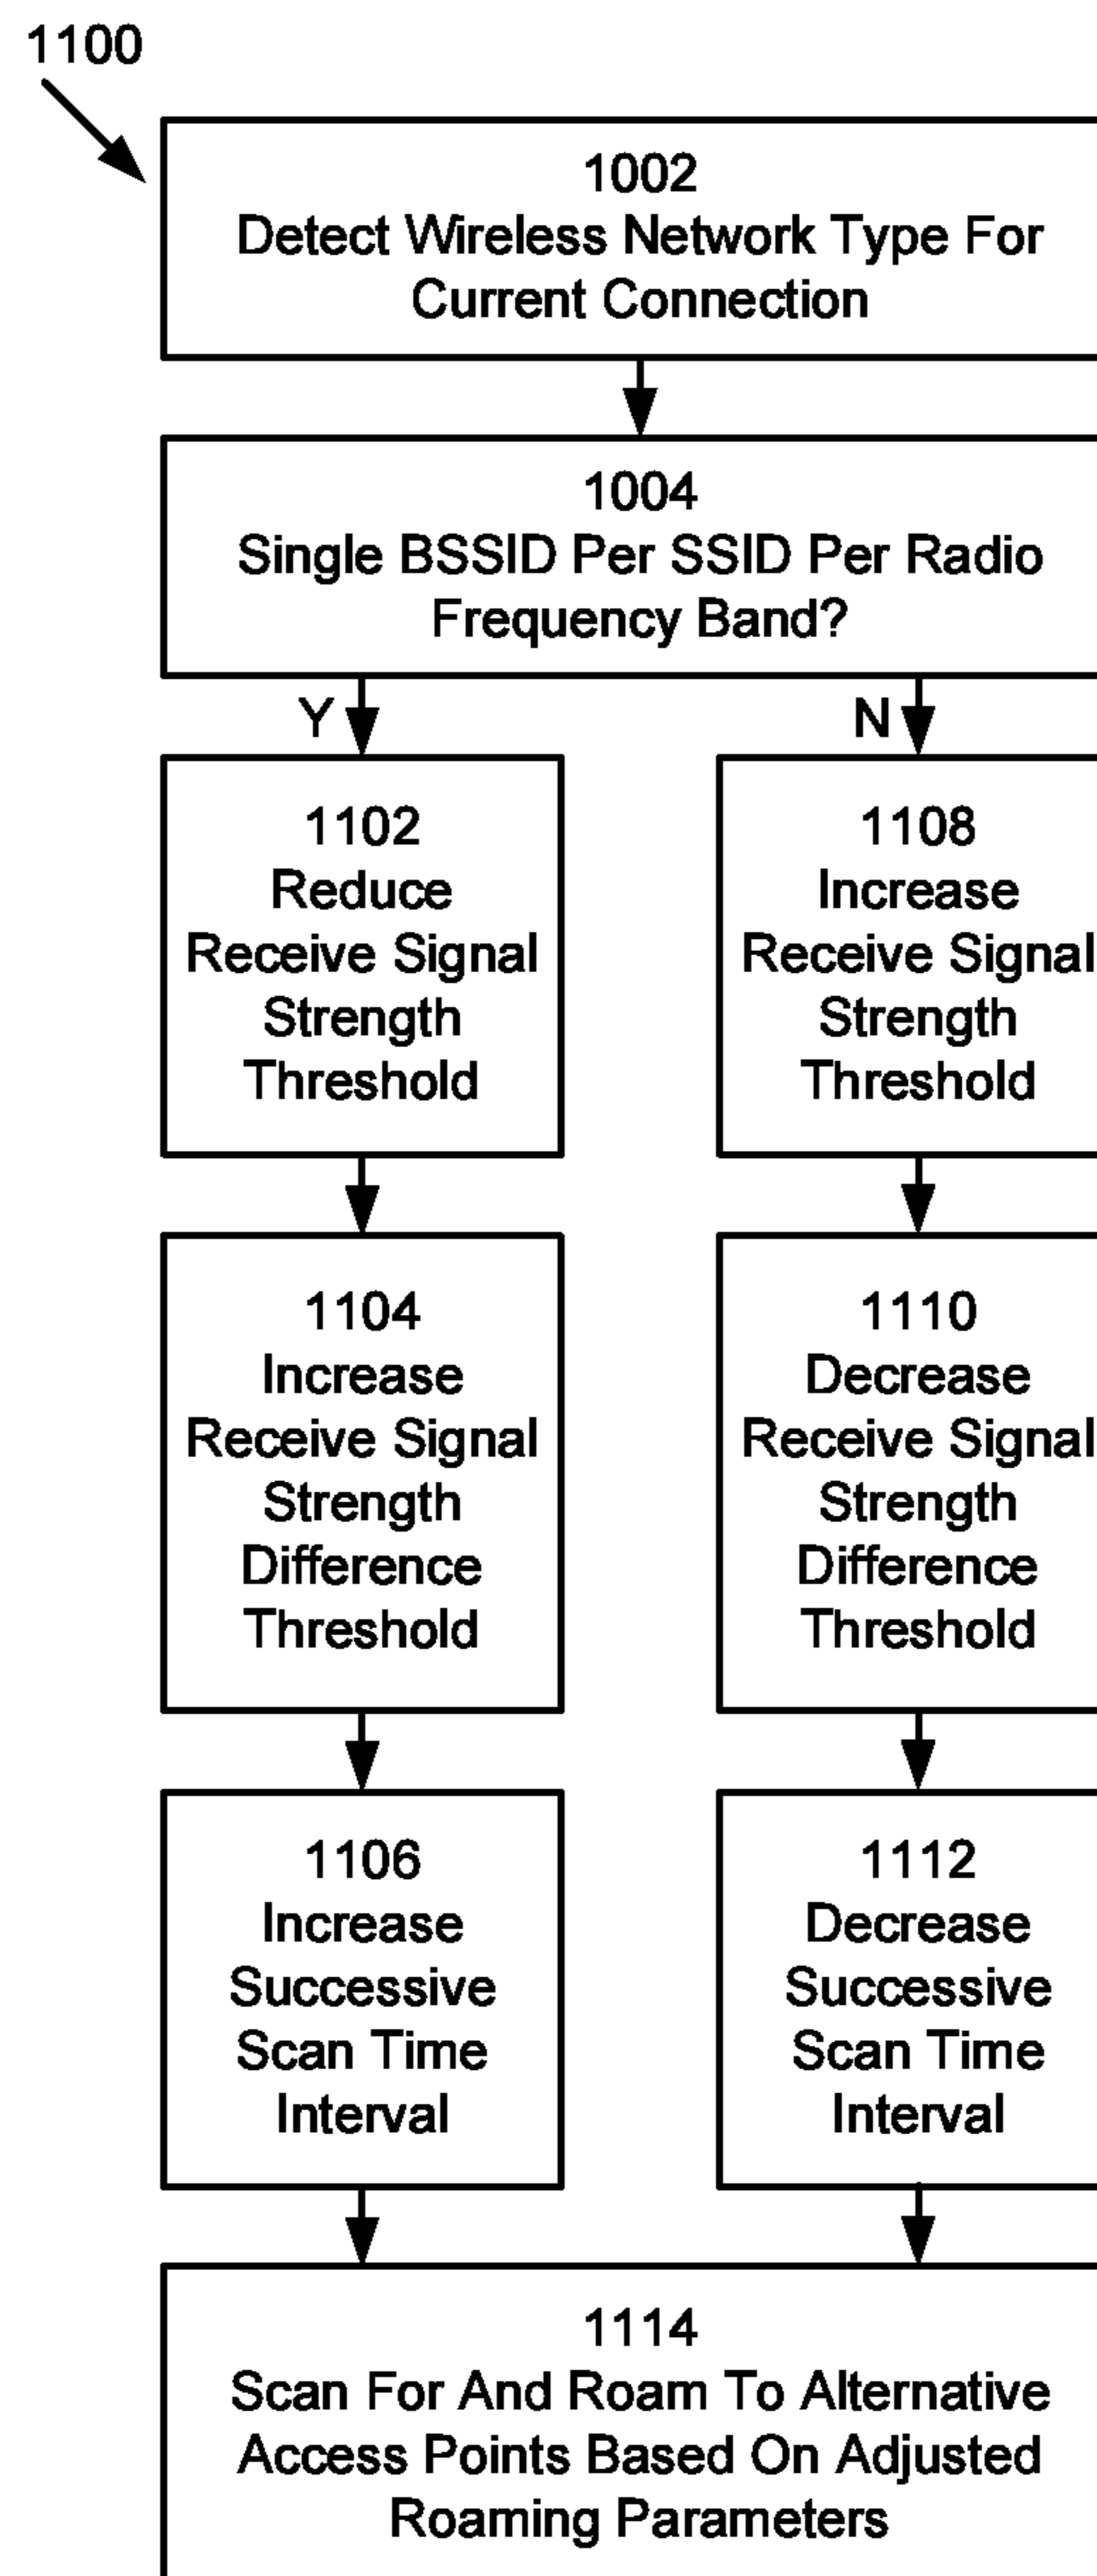 1100
1002
Detect Wireless Network Type For
Current Connection
1004
Single BSSID Per SSID Per Radio
Frequency Band?
Y
N
1102
Reduce
Receive Signal
Strength
Threshold
1108
Increase
Receive Signal
Strength
Threshold
1104
Increase
Receive Signal
Strength
Difference
Threshold
1110
Decrease
Receive Signal
Strength
Difference
Threshold
1106
Increase
Successive
Scan Time
Interval
1112
Decrease
Successive
Scan Time
Interval
1114
Scan For And Roam To Alternative
Access Points Based On Adjusted
Roaming Parameters